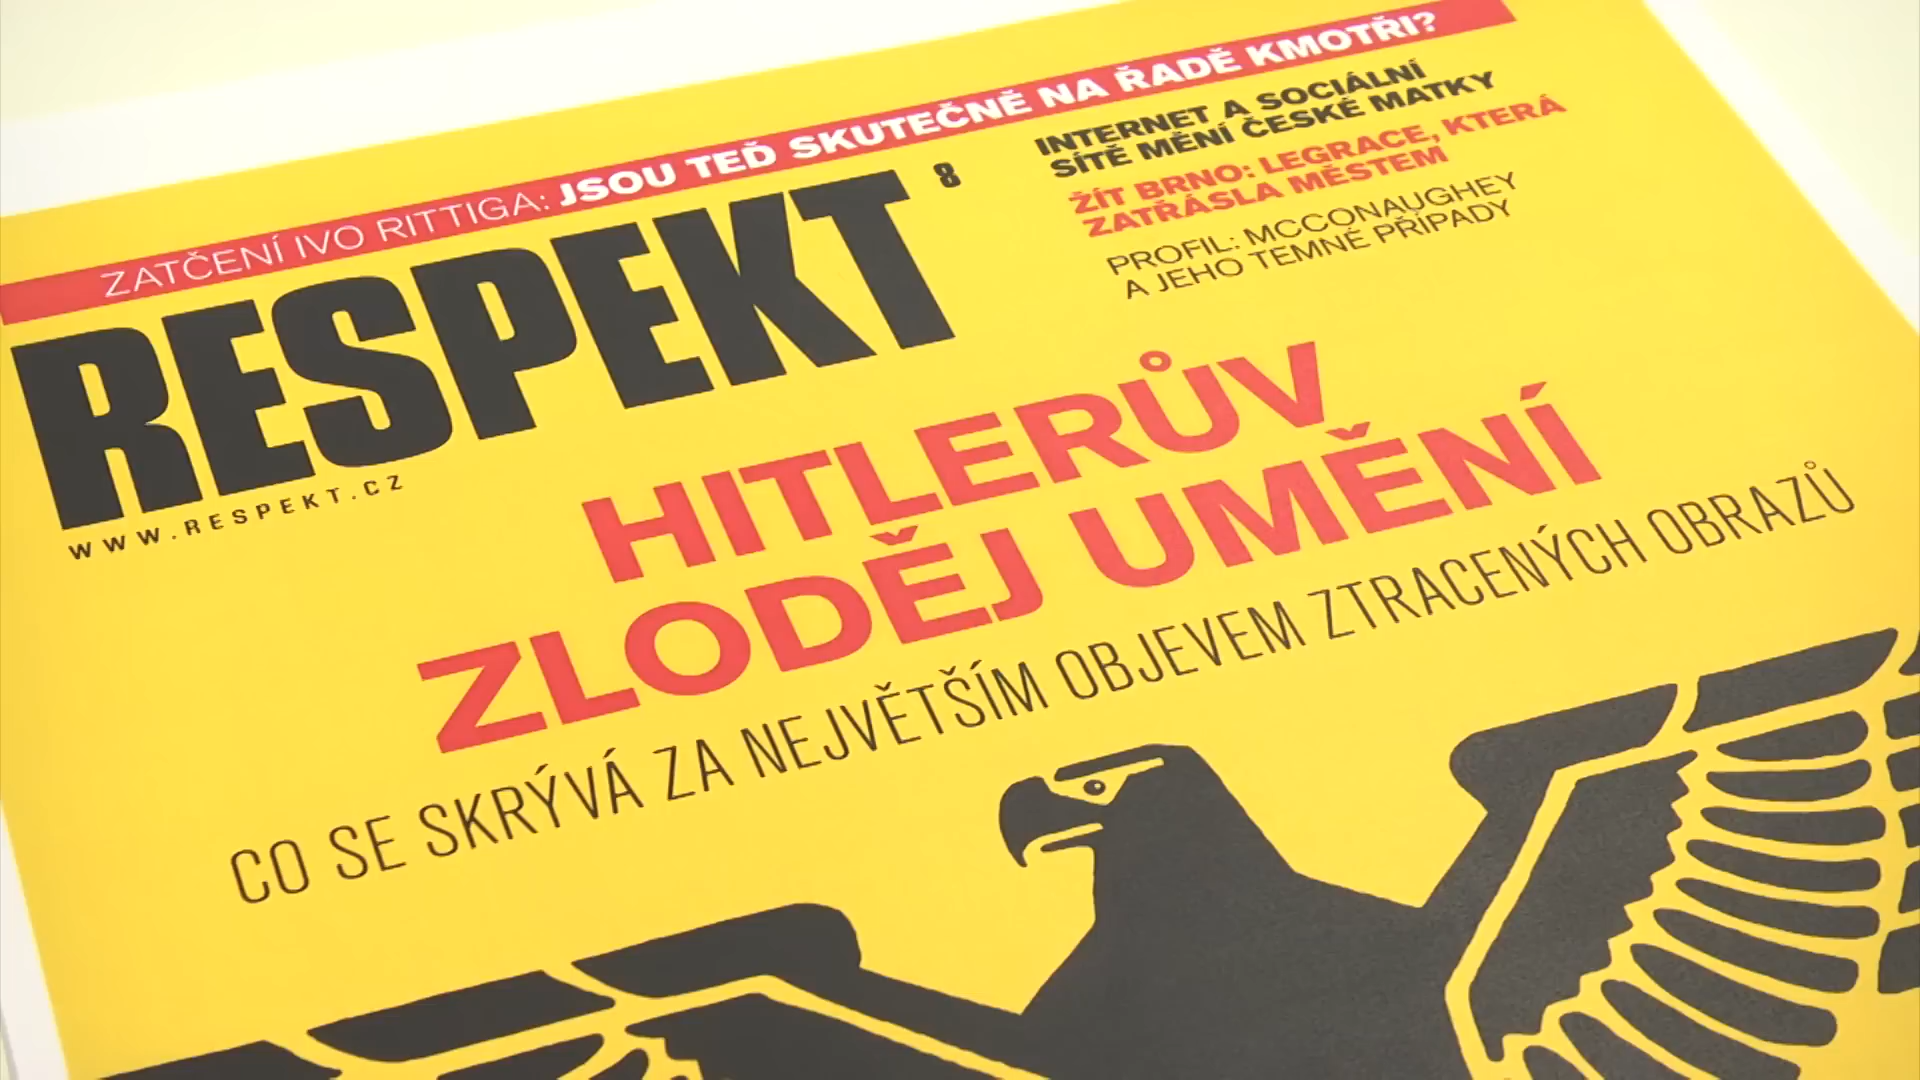 ZATČENÍ IVO RITTIGA: JSOU TEĎ SKUTEČNĚ NA ŘADĚ KMOTŘI?
RESPEKT 8
WWW.RESPEKT.CZ
INTERNET A SOCIÁLNÍ
SÍTĚ MĚNÍ ČESKÉ MATKY
ŽÍT BRNO: LEGRACE, KTERÁ
ZATŘÁSLA MĚSTEM
PROFIL: MCCONAUGHEY
A JEHO TEMNÉ PŘÍPADY
HITLERŮV
ZLODĚJ UMĚNÍ
CO SE SKRÝVÁ ZA NEJVĚTŠÍM OBJEVEM ZTRACENÝCH OBRAZŮ